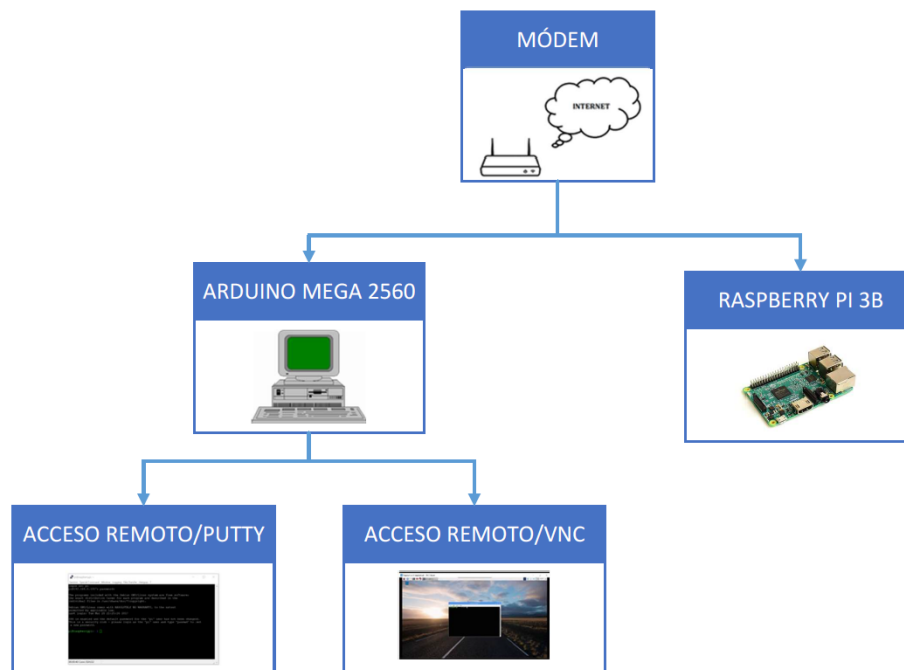 MÓDEM
INTERNET
ARDUINO MEGA 2560
RASPBERRY PI 3B
ACCESO REMOTO/PUTTY
ACCESO REMOTO/VNC